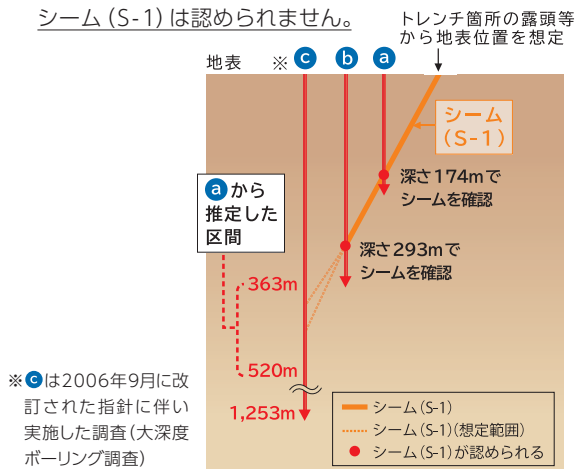 シーム（S-1）は認められません。
トレンチ箇所の露頭等
から地表位置を想定
地表
※ c
b
a
シーム
（S-1）
aから
推定した
区間
深さ174mで
シームを確認
深さ293mで
シームを確認
363m
520m
1,253m
※cは2006年9月に改
訂された指針に伴い
実施した調査（大深度
ボーリング調査）
シーム（S-1）
シーム（S-1）（想定範囲）
シーム（S-1）が認められる